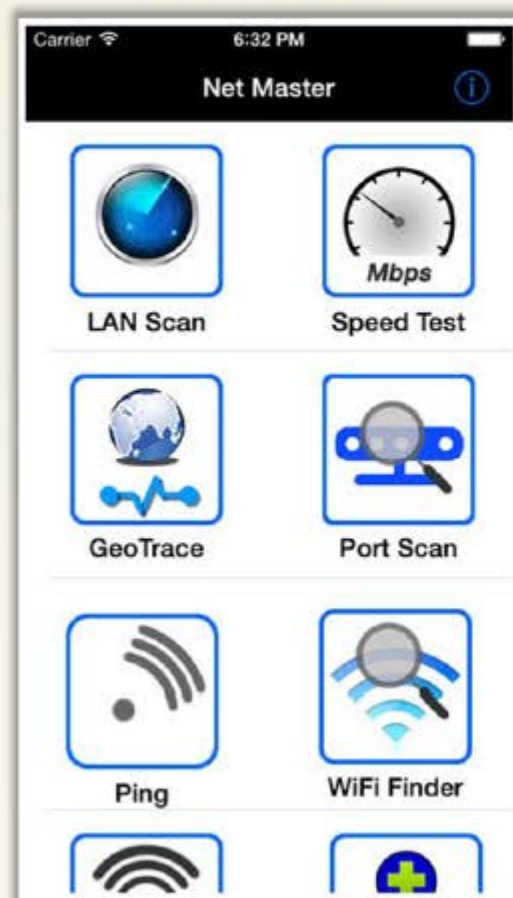 Carrier 6:32 PM
Net Master
Mbps
LAN Scan Speed Test
GeoTrace Port Scan
Ping WiFi Finder